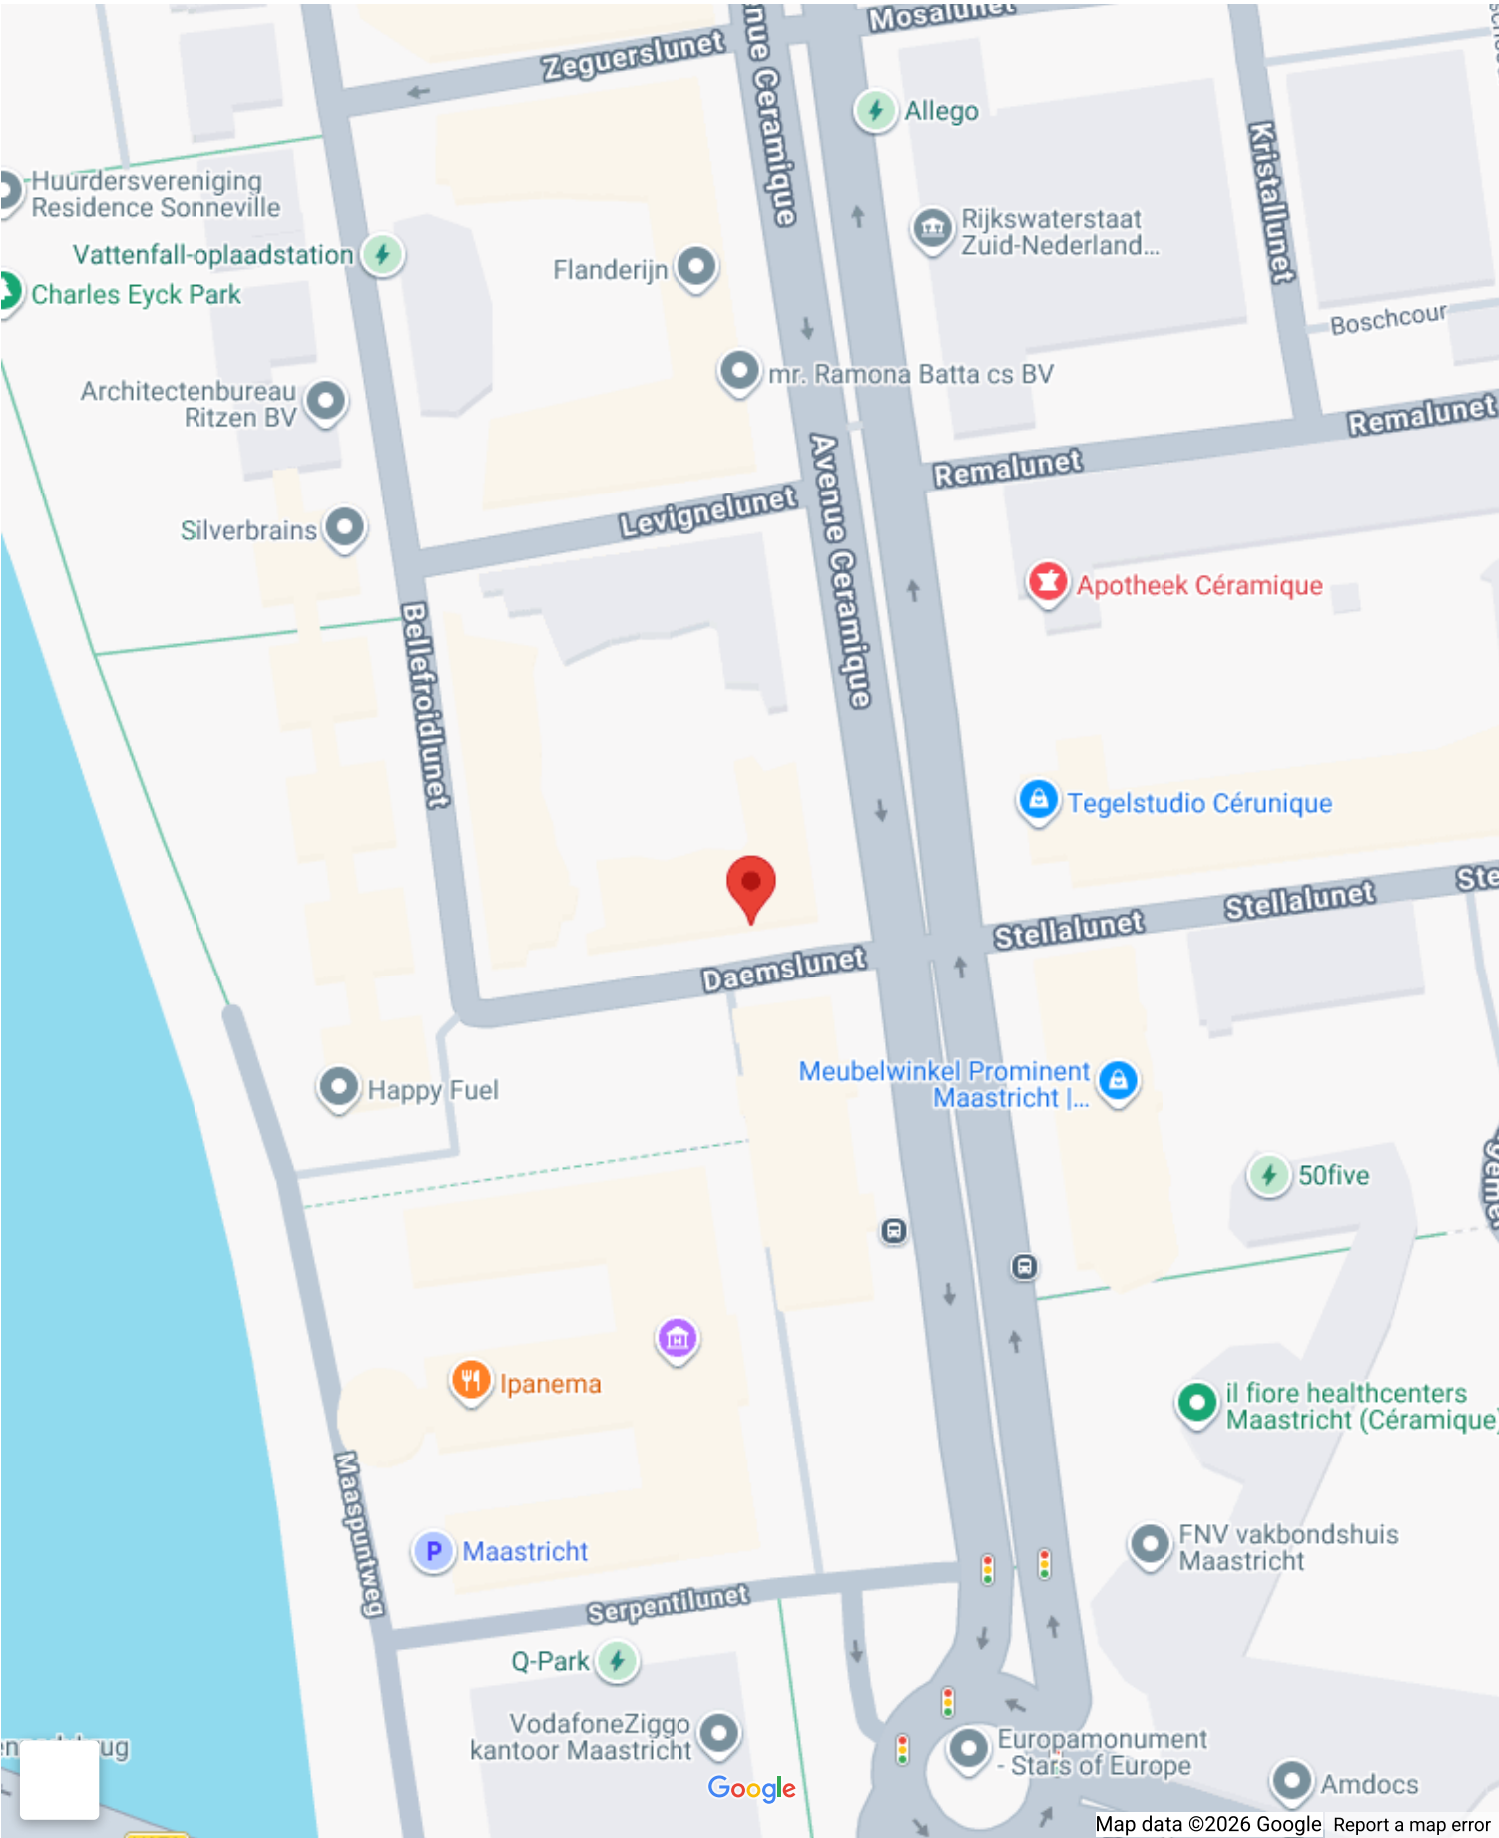 Mosalunet
Zeguerslunet
Avenue Ceramique
Allego
Kristallunet
Huurdersvereniging
Residence Sonneville
Rijkswaterstaat
Zuid-Nederland...
Vattenfall-oplaadstation
Flanderijn
Charles Eyck Park
Boschcour
mr. Ramona Batta cs BV
Architectenbureau
Ritzen BV
Remalunet
Remalunet
Levignelunet
Avenue Ceramique
Silverbrains
Apotheek Céramique
Bellefroidlunet
Tegelstudio Cérunique
Stellalunet
Stellalunet
Ste
Daemslunet
Meubelwinkel Prominent
Maastricht |...
Happy Fuel
50five
Ipanema
il fiore healthcenters
Maastricht (Céramique)
Maaspuntweg
FNV vakbondshuis
Maastricht
P Maastricht
Serpentilunet
Q-Park
VodafoneZiggo
kantoor Maastricht
Europamonument
- Stars of Europe
Google
Amdocs
Map data ©2026 Google
Report a map error